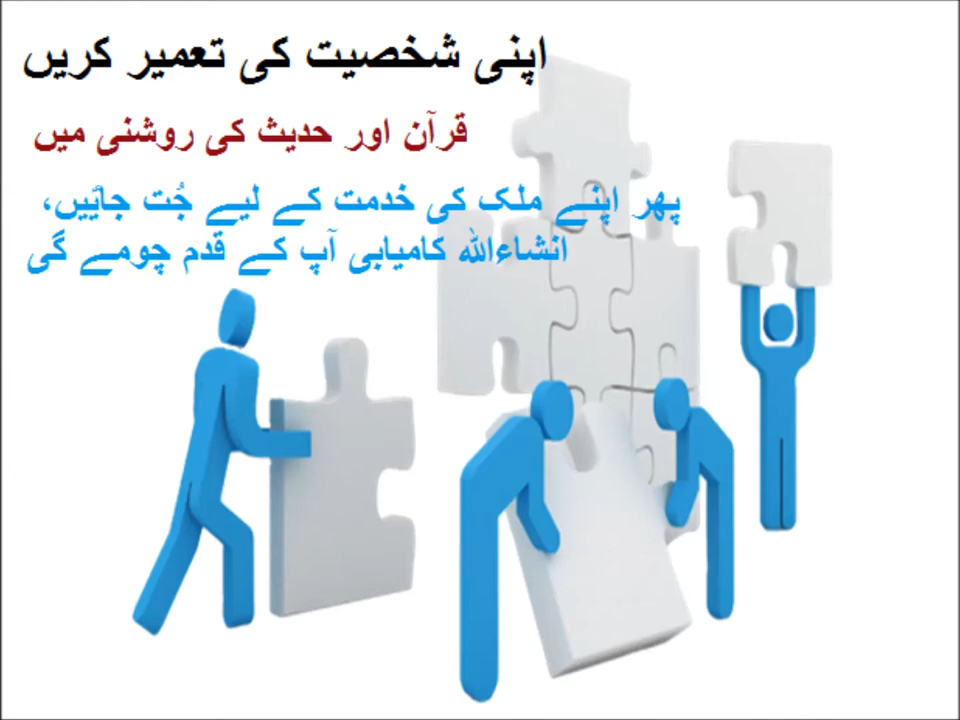 اپنی شخصیت کی تعمیر کریں
قرآن اور حدیث کی روشنی میں
پھر اپنے ملک کی خدمت کے لیے جُت جائیں،
انشاءاللہ کامیابی آپ کے قدم چومے گی